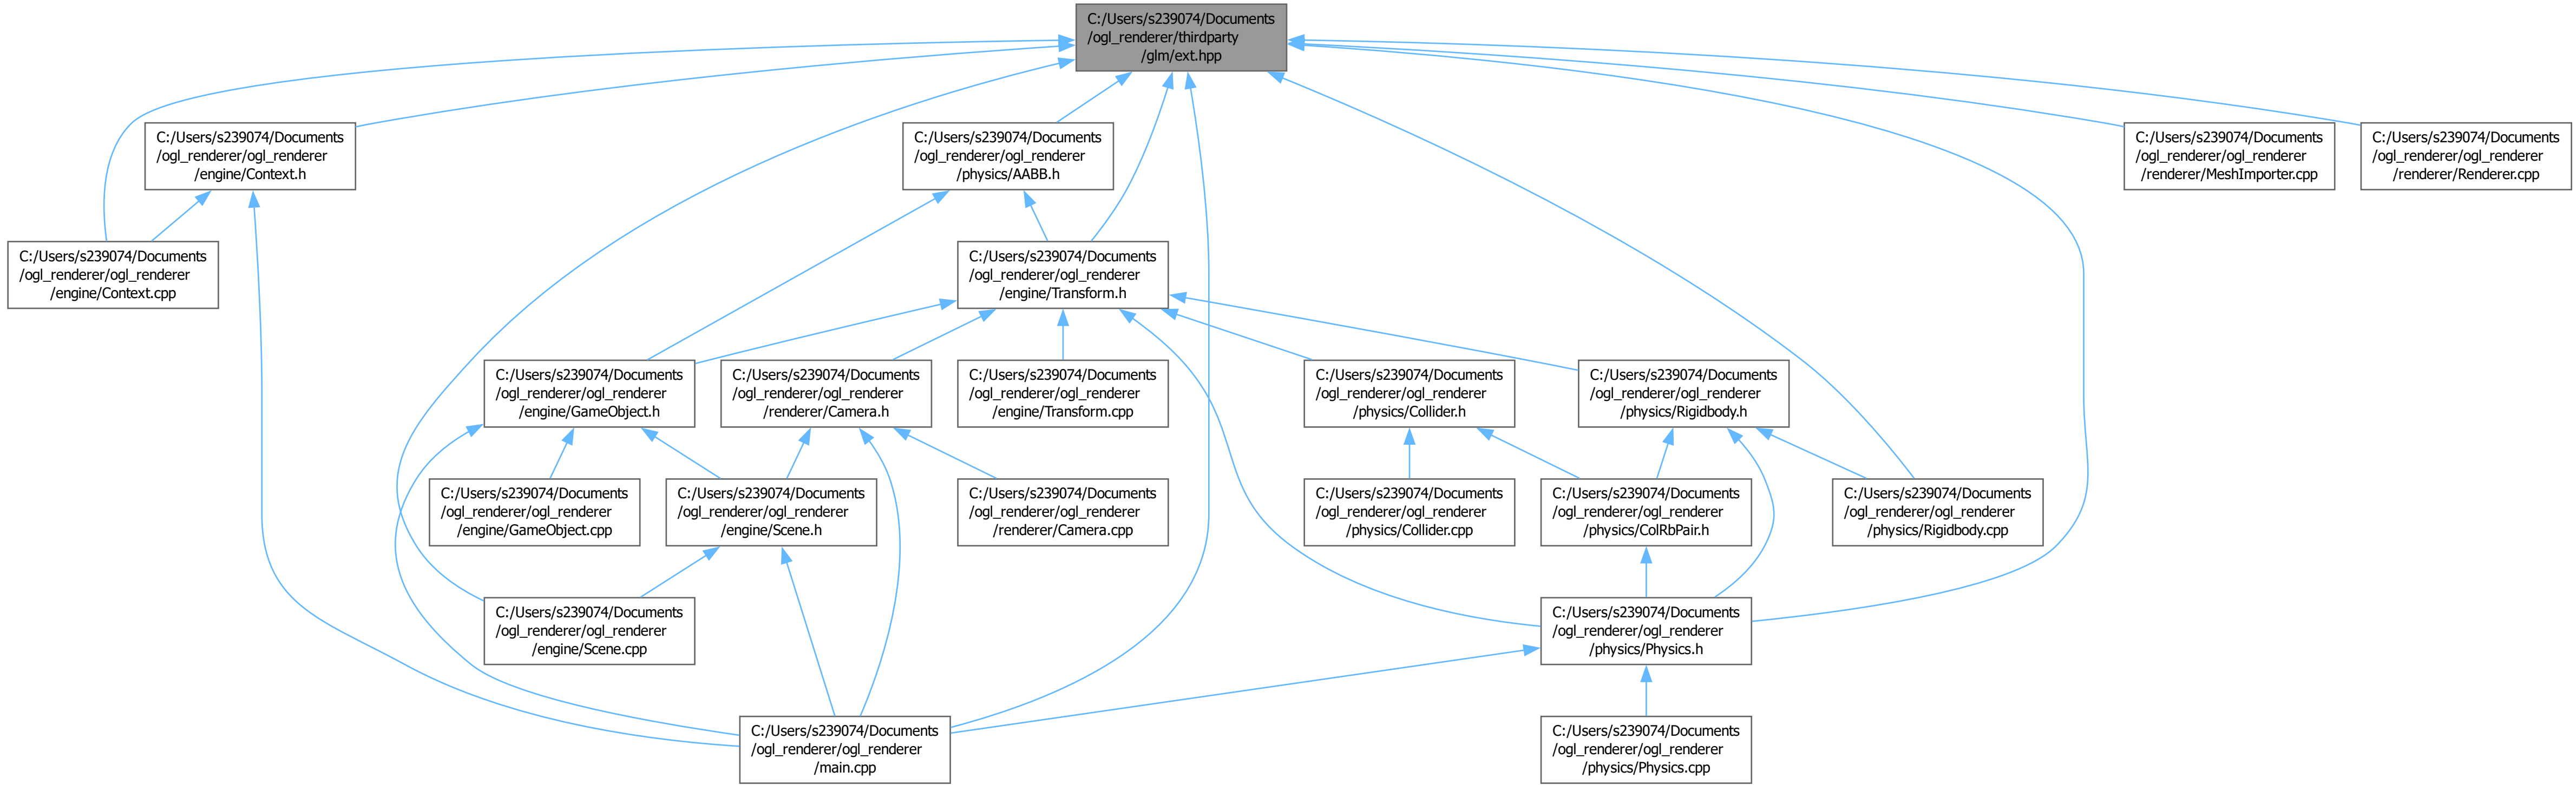 C:/Users/s239074/Documents
/ogl_renderer/thirdparty
/glm/ext.hpp
C:/Users/s239074/Documents
/ogl_renderer/ogl_renderer
/engine/Context.h
C:/Users/s239074/Documents
/ogl_renderer/ogl_renderer
/physics/AABB.h
C:/Users/s239074/Documents
/ogl_renderer/ogl_renderer
/renderer/MeshImporter.cpp
C:/Users/s239074/Documents
/ogl_renderer/ogl_renderer
/renderer/Renderer.cpp
C:/Users/s239074/Documents
/ogl_renderer/ogl_renderer
/engine/Context.cpp
C:/Users/s239074/Documents
/ogl_renderer/ogl_renderer
/engine/Transform.h
C:/Users/s239074/Documents
/ogl_renderer/ogl_renderer
/engine/GameObject.h
C:/Users/s239074/Documents
/ogl_renderer/ogl_renderer
/renderer/Camera.h
C:/Users/s239074/Documents
/ogl_renderer/ogl_renderer
/engine/Transform.cpp
C:/Users/s239074/Documents
/ogl_renderer/ogl_renderer
/physics/Collider.h
C:/Users/s239074/Documents
/ogl_renderer/ogl_renderer
/physics/Rigidbody.h
C:/Users/s239074/Documents
/ogl_renderer/ogl_renderer
/engine/GameObject.cpp
C:/Users/s239074/Documents
/ogl_renderer/ogl_renderer
/engine/Scene.h
C:/Users/s239074/Documents
/ogl_renderer/ogl_renderer
/renderer/Camera.cpp
C:/Users/s239074/Documents
/ogl_renderer/ogl_renderer
/physics/Collider.cpp
C:/Users/s239074/Documents
/ogl_renderer/ogl_renderer
/physics/ColRbPair.h
C:/Users/s239074/Documents
/ogl_renderer/ogl_renderer
/physics/Rigidbody.cpp
C:/Users/s239074/Documents
/ogl_renderer/ogl_renderer
/engine/Scene.cpp
C:/Users/s239074/Documents
/ogl_renderer/ogl_renderer
/physics/Physics.h
C:/Users/s239074/Documents
/ogl_renderer/ogl_renderer
/main.cpp
C:/Users/s239074/Documents
/ogl_renderer/ogl_renderer
/physics/Physics.cpp